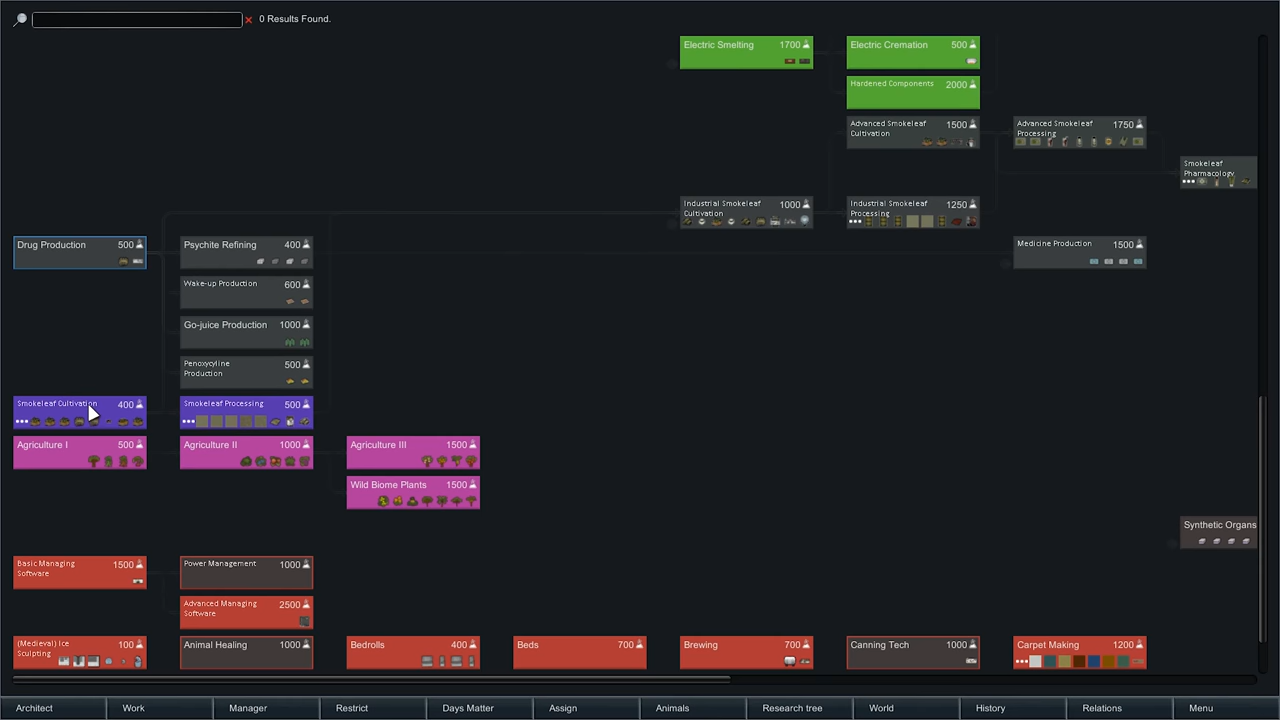 0 Results Found.
Electric Smelting 1700
Electric Cremation 500
Hardened Components 2000
Advanced Smokeleaf Cultivation 1500
Advanced Smokeleaf Processing 1750
Smokeleaf Pharmacology
Industrial Smokeleaf Cultivation 1000
Industrial Smokeleaf Processing 1250
Drug Production 500
Psychite Refining 400
Medicine Production 1500
Wake-up Production 600
Go-juice Production 1000
Penoxycyline Production 500
Smokeleaf Cultivation 400
Smokeleaf Processing 500
Agriculture I 500
Agriculture II 1000
Agriculture III 1500
Wild Biome Plants 1500
Synthetic Organs
Basic Managing Software 1500
Power Management 1000
Advanced Managing Software 2500
(Medieval) Ice Sculpting 100
Animal Healing 1000
Bedrolls 400
Beds 700
Brewing 700
Canning Tech 1000
Carpet Making 1200
Architect Work Manager Restrict Days Matter Assign Animals Research tree World History Relations Menu